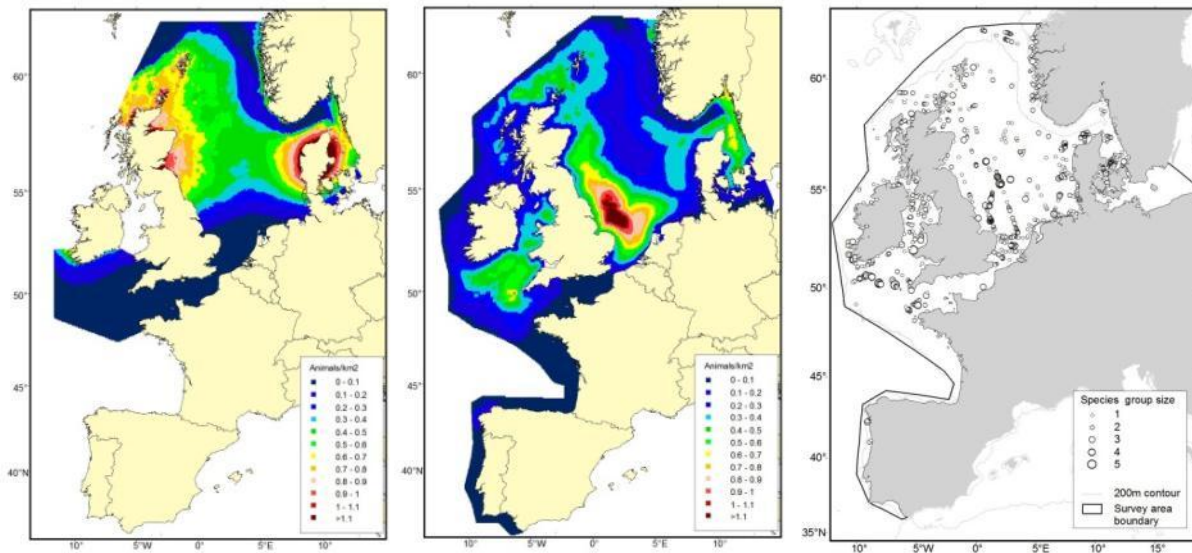 60°
55°
50°
45°
40°N
10°
5°W
0°
5°E
10°
Animals/km2
0 - 0.1
0.1 - 0.2
0.2 - 0.3
0.3 - 0.4
0.4 - 0.5
0.5 - 0.6
0.6 - 0.7
0.7 - 0.8
0.8 - 0.9
0.9 - 1
1 - 1.1
>1.1
60°
55°
50°
45°
40°N
10°
5°W
0°
5°E
10°
Animals/km2
0 - 0.1
0.1 - 0.2
0.2 - 0.3
0.3 - 0.4
0.4 - 0.5
0.5 - 0.6
0.6 - 0.7
0.7 - 0.8
0.8 - 0.9
0.9 - 1
1 - 1.1
>1.1
60°
55°
50°
45°
40°N
35°N
10°
5°W
0°
5°E
10°
15°
Species group size
1
2
3
4
5
200m contour
Survey area
boundary